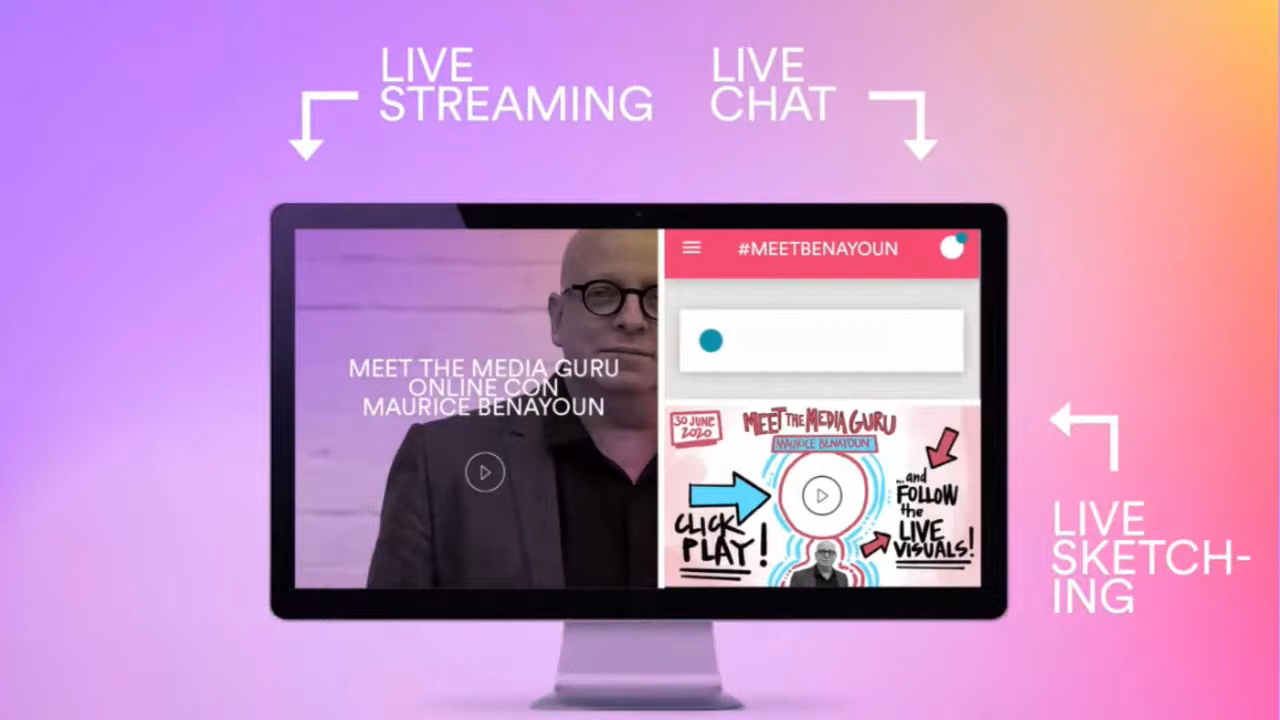 LIVE
STREAMING
LIVE
CHAT
#MEETBENAYOUN
MEET THE MEDIA GURU
ONLINE CON
MAURICE BENAYOUN
30 JUNE
2020
MEET THE MEDIA GURU
MAURICE BENAYOUN
CLICK
PLAY!
...and
FOLLOW
the
LIVE
VISUALS!
LIVE
SKETCH-
ING